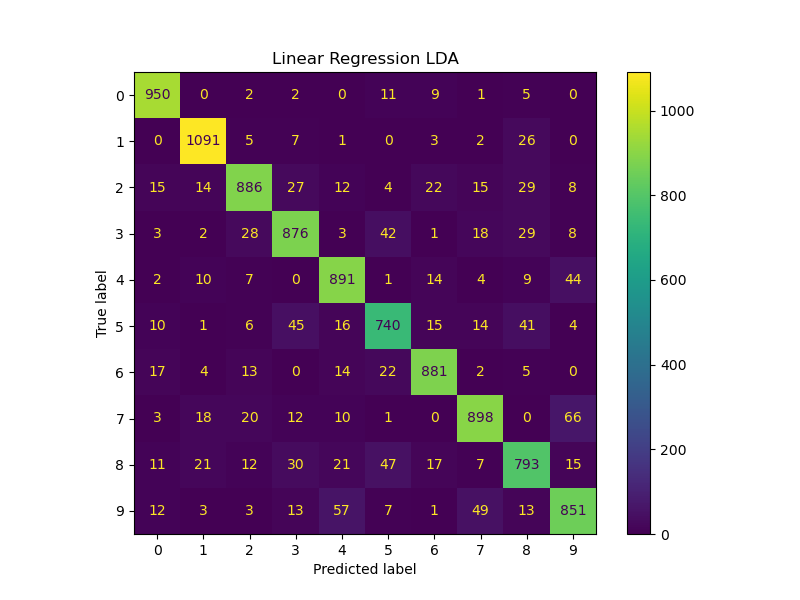 Linear Regression LDA
True label
0 950 0 2 2 0 11 9 1 5 0
1 0 1091 5 7 1 0 3 2 26 0
2 15 14 886 27 12 4 22 15 29 8
3 3 2 28 876 3 42 1 18 29 8
4 2 10 7 0 891 1 14 4 9 44
5 10 1 6 45 16 740 15 14 41 4
6 17 4 13 0 14 22 881 2 5 0
7 3 18 20 12 10 1 0 898 0 66
8 11 21 12 30 21 47 17 7 793 15
9 12 3 3 13 57 7 1 49 13 851
0 1 2 3 4 5 6 7 8 9
Predicted label
1000
800
600
400
200
0